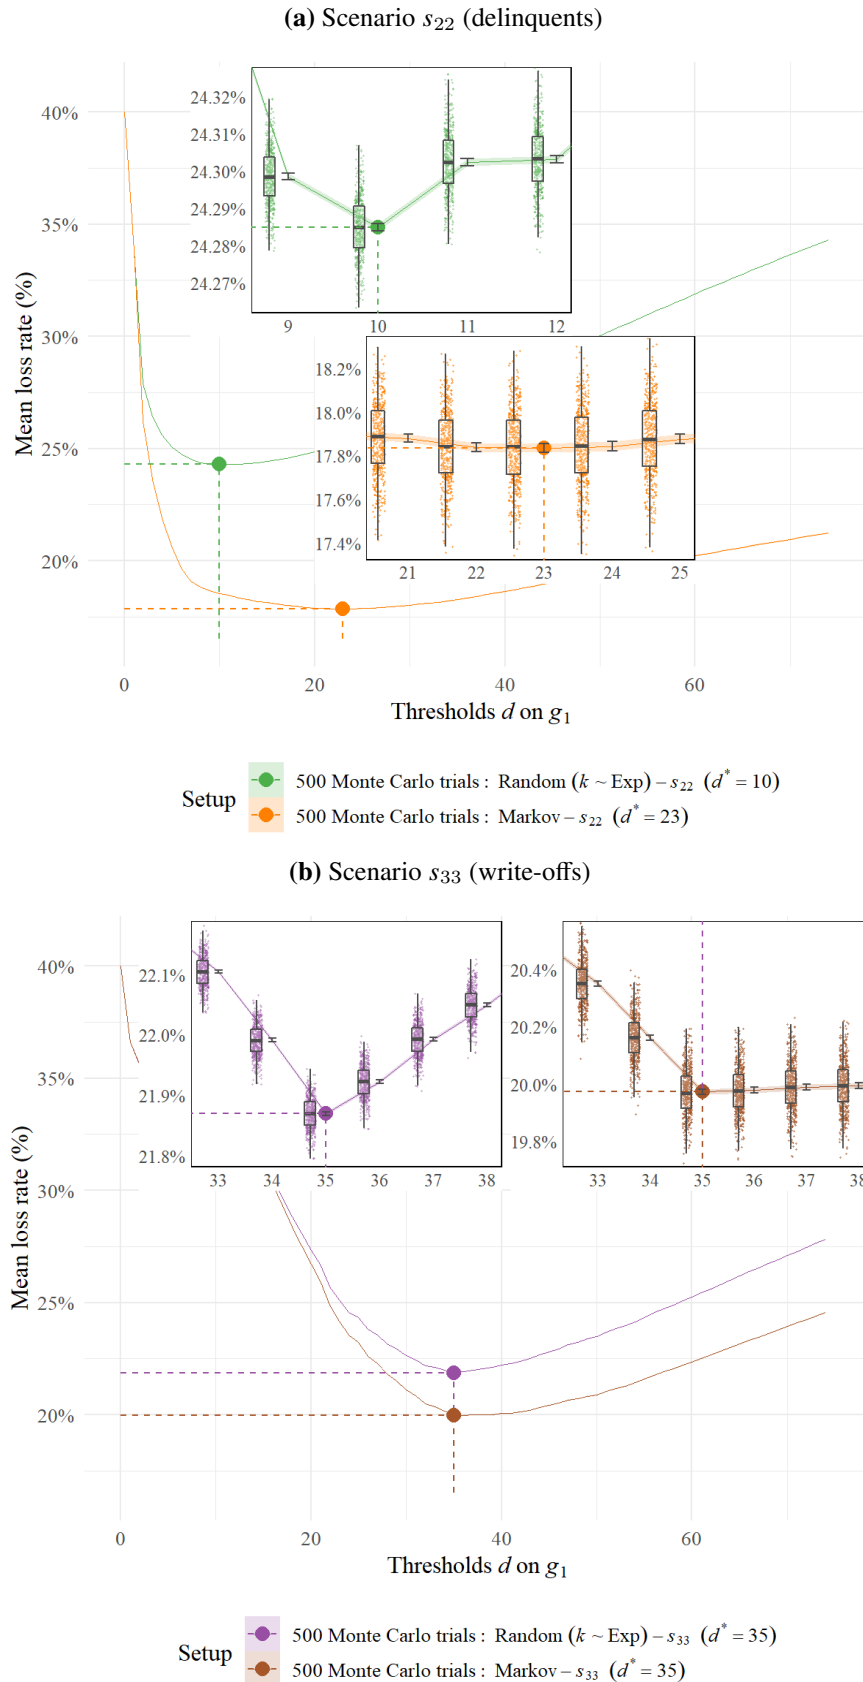 (a) Scenario s₂₂ (delinquents)
Mean loss rate (%)
40%
35%
30%
25%
20%
24.32%
24.31%
24.30%
24.29%
24.28%
24.27%
9 10 11 12
18.2%
18.0%
17.8%
17.6%
17.4%
21 22 23 24 25
0 20 40 60
Thresholds d on g₁
Setup
500 Monte Carlo trials : Random (k ~ Exp) – s₂₂ (d* = 10)
500 Monte Carlo trials : Markov – s₂₂ (d* = 23)
(b) Scenario s₃₃ (write-offs)
Mean loss rate (%)
40%
35%
30%
25%
20%
22.1%
22.0%
21.9%
21.8%
33 34 35 36 37 38
20.4%
20.2%
20.0%
19.8%
33 34 35 36 37 38
0 20 40 60
Thresholds d on g₁
Setup
500 Monte Carlo trials : Random (k ~ Exp) – s₃₃ (d* = 35)
500 Monte Carlo trials : Markov – s₃₃ (d* = 35)